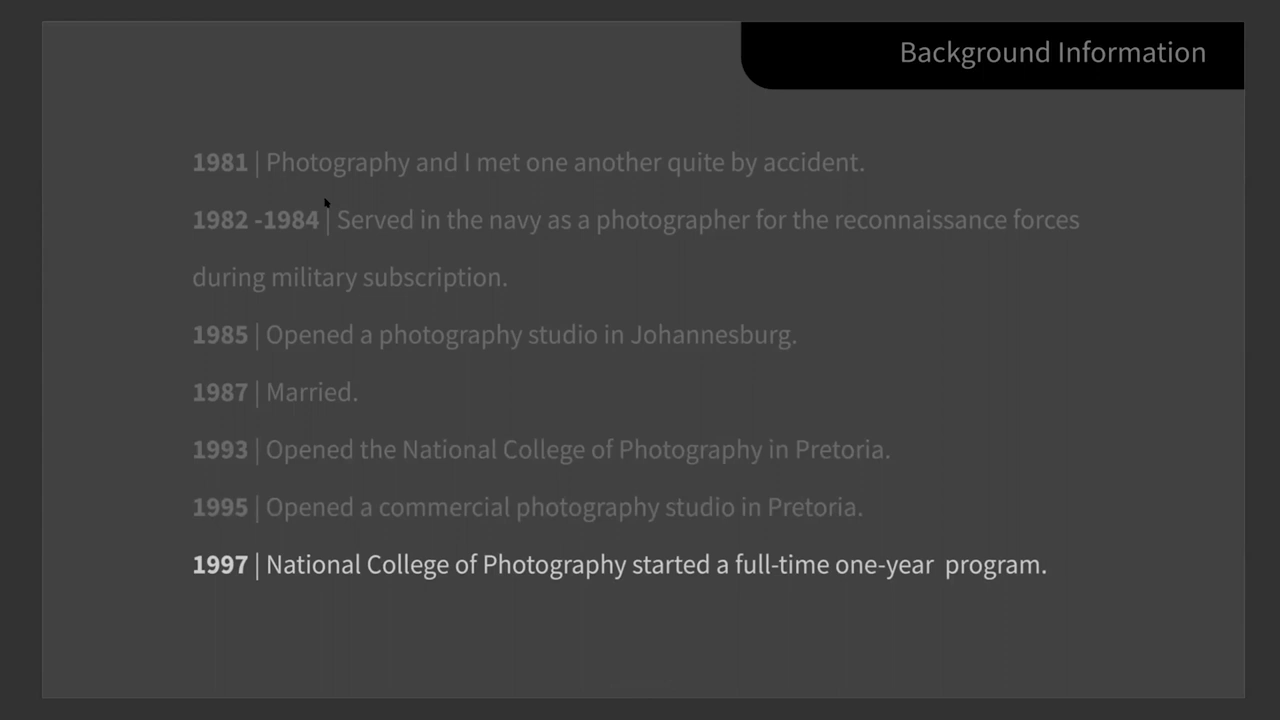 Background Information
1981 | Photography and I met one another quite by accident.
1982 -1984 | Served in the navy as a photographer for the reconnaissance forces
during military subscription.
1985 | Opened a photography studio in Johannesburg.
1987 | Married.
1993 | Opened the National College of Photography in Pretoria.
1995 | Opened a commercial photography studio in Pretoria.
1997 | National College of Photography started a full-time one-year  program.